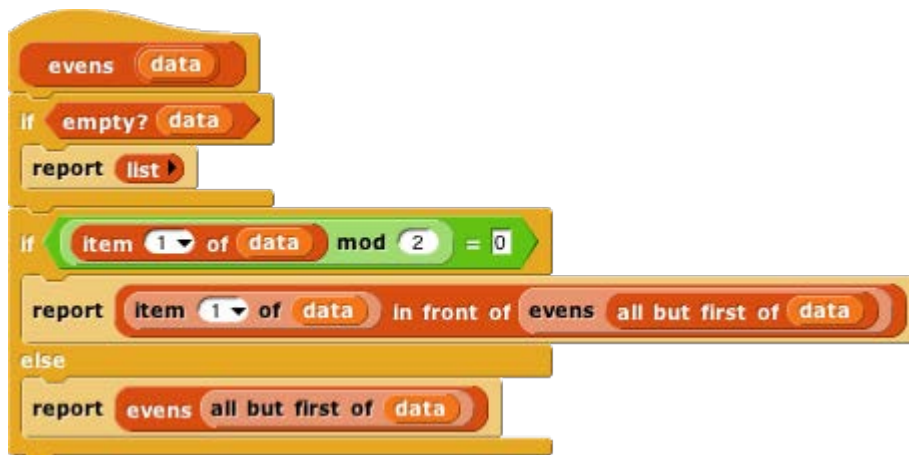 evens data
if empty? data
report list
if item 1 of data mod 2 = 0
report item 1 of data in front of evens all but first of data
else
report evens all but first of data